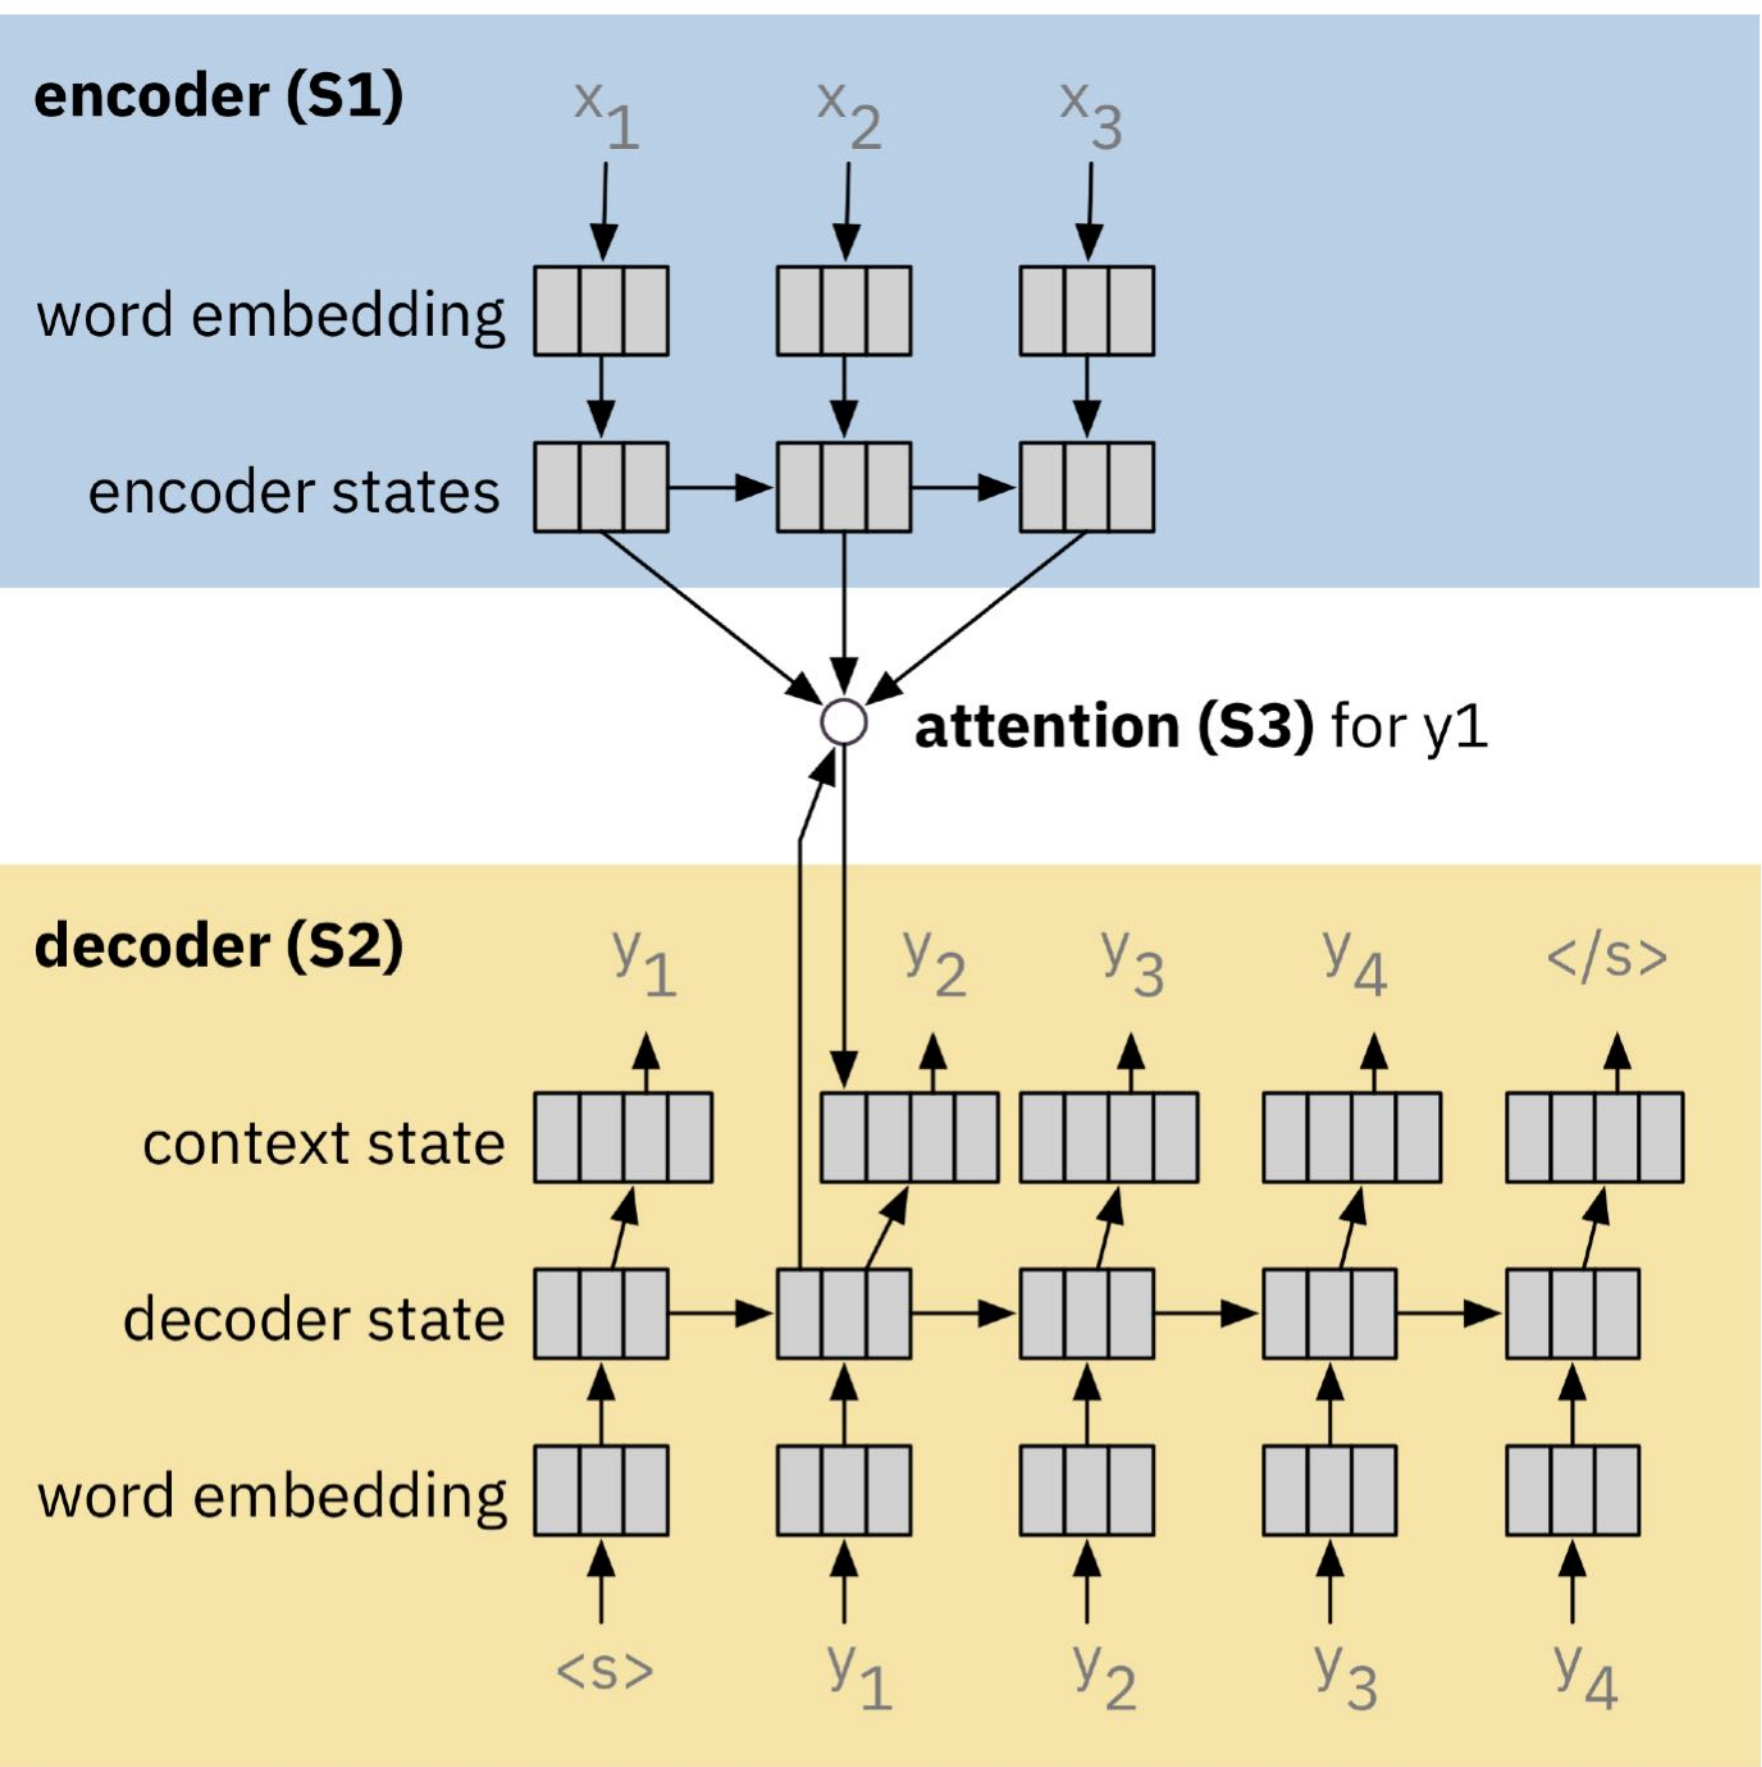 encoder (S1)
x1 x2 x3
word embedding
encoder states
attention (S3) for y1
decoder (S2)
y1 y2 y3 y4 </s>
context state
decoder state
word embedding
<s> y1 y2 y3 y4